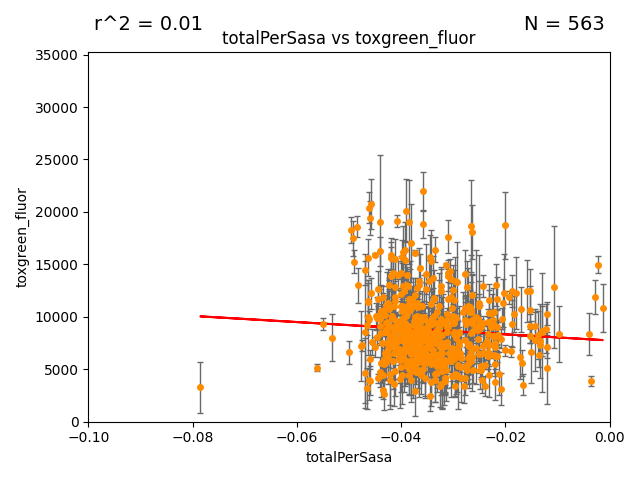 r^2 = 0.01
N = 563
totalPerSasa vs toxgreen_fluor
35000
30000
25000
20000
15000
10000
5000
0
toxgreen_fluor
−0.10
−0.08
−0.06
−0.04
−0.02
0.00
totalPerSasa